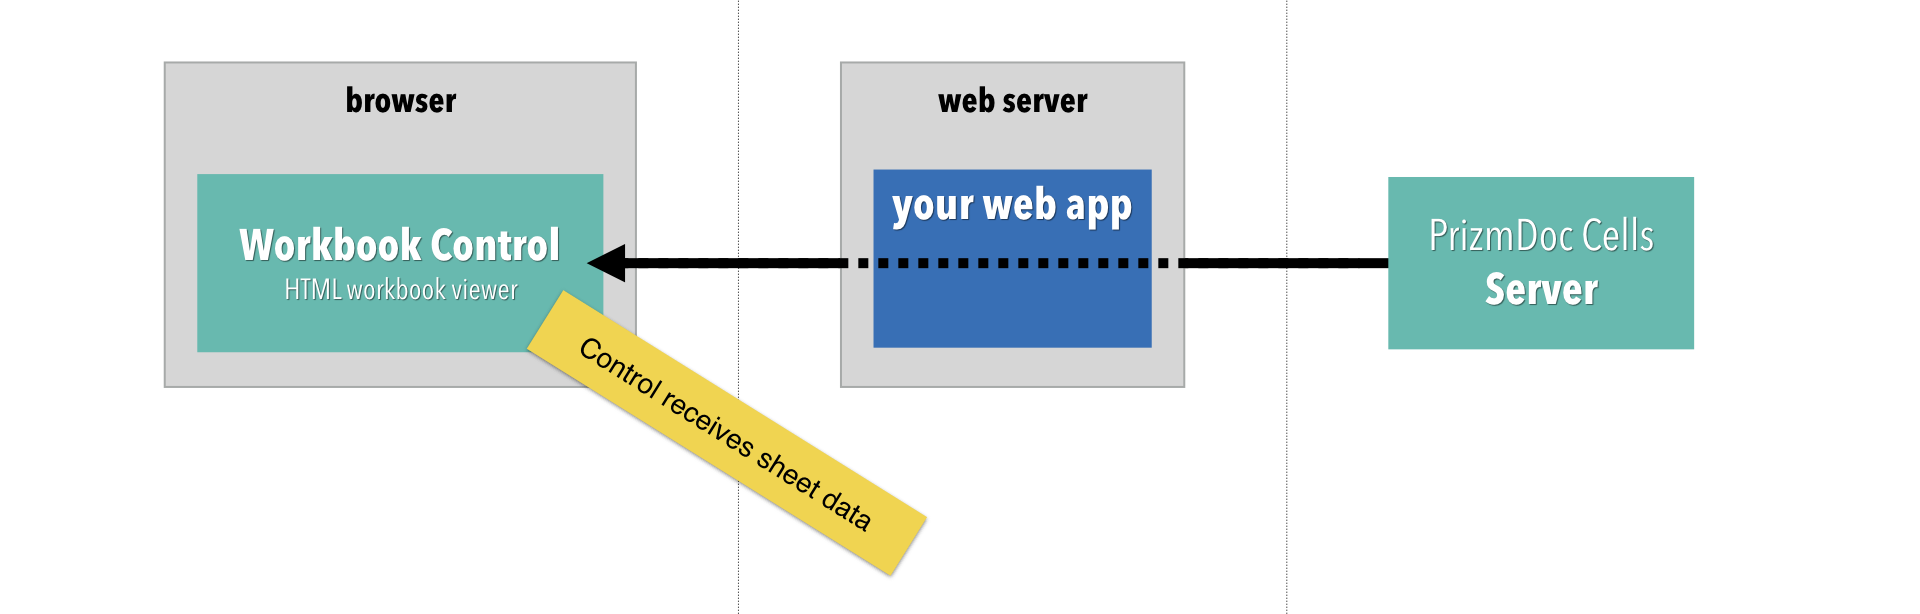 browser
Workbook Control
HTML workbook viewer
Control receives sheet data
web server
your web app
PrizmDoc Cells
Server